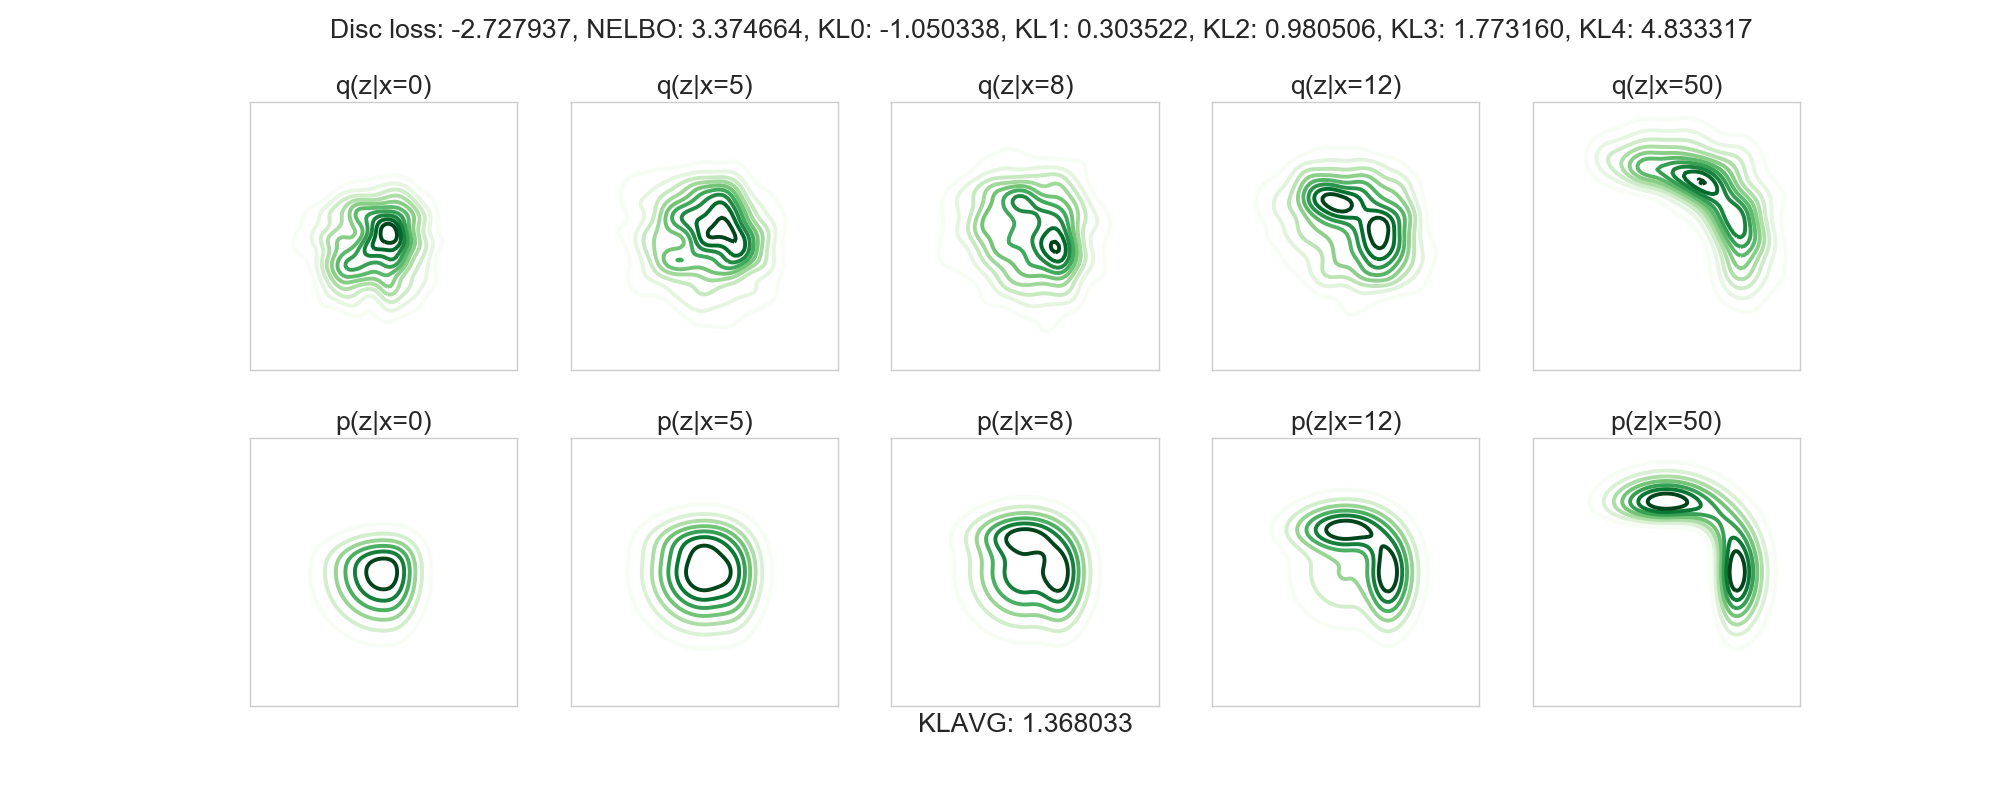 Disc loss: -2.727937, NELBO: 3.374664, KL0: -1.050338, KL1: 0.303522, KL2: 0.980506, KL3: 1.773160, KL4: 4.833317
q(z|x=0)
q(z|x=5)
q(z|x=8)
q(z|x=12)
q(z|x=50)
p(z|x=0)
p(z|x=5)
p(z|x=8)
p(z|x=12)
p(z|x=50)
KLAVG: 1.368033